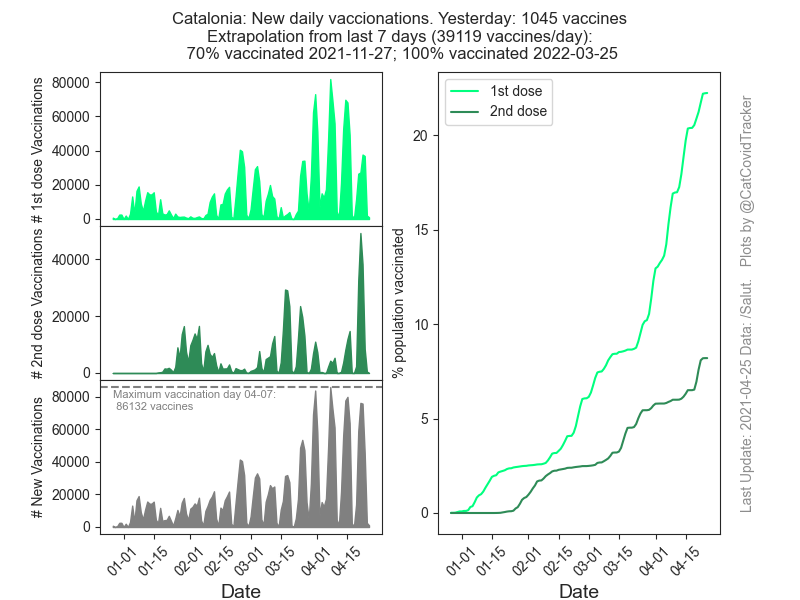 Catalonia: New daily vaccionations. Yesterday: 1045 vaccines
Extrapolation from last 7 days (39119 vaccines/day):
70% vaccinated 2021-11-27; 100% vaccinated 2022-03-25
# 1st dose Vaccinations
80000
60000
40000
20000
0
# 2nd dose Vaccinations
40000
20000
0
# New Vaccinations
Maximum vaccination day 04-07:
86132 vaccines
80000
60000
40000
20000
0
01-01
01-15
02-01
02-15
03-01
03-15
04-01
04-15
Date
1st dose
2nd dose
% population vaccinated
20
15
10
5
0
01-01
01-15
02-01
02-15
03-01
03-15
04-01
04-15
Date
Last Update: 2021-04-25 Data: /Salut. Plots by @CatCovidTracker